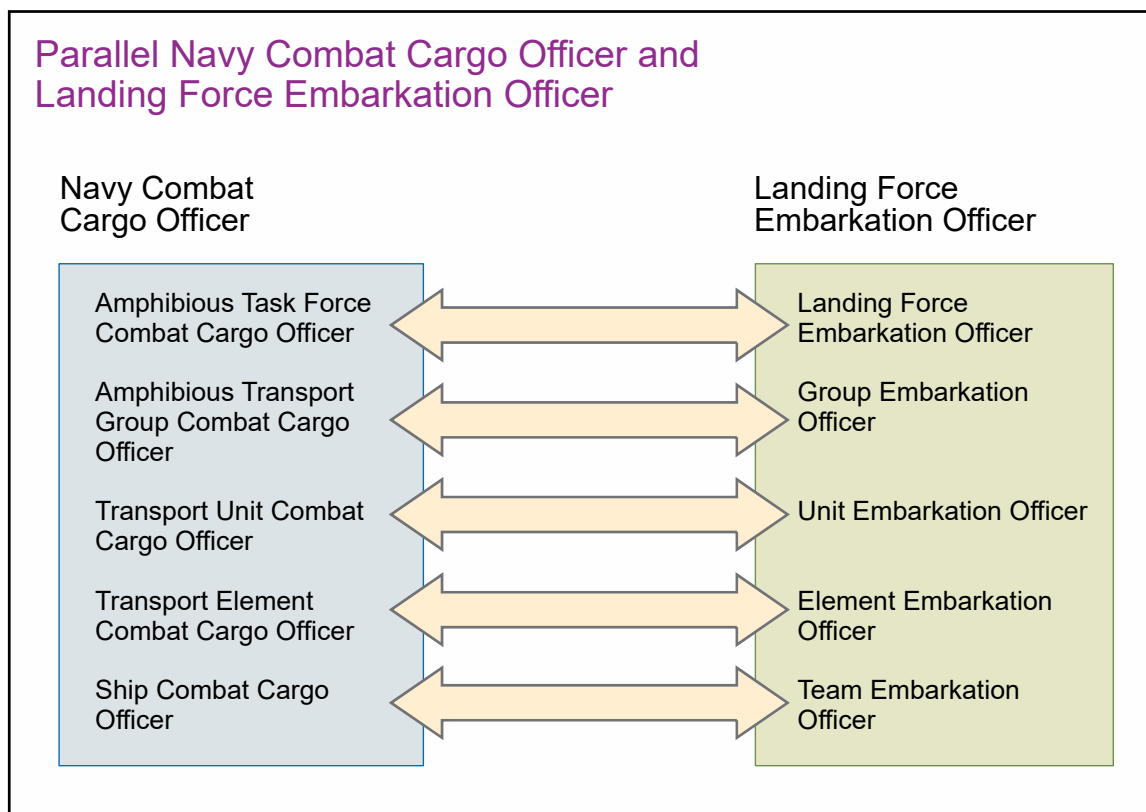 Parallel Navy Combat Cargo Officer and
Landing Force Embarkation Officer
Navy Combat
Cargo Officer
Landing Force
Embarkation Officer
Amphibious Task Force
Combat Cargo Officer
Landing Force
Embarkation Officer
Amphibious Transport
Group Combat Cargo
Officer
Group Embarkation
Officer
Transport Unit Combat
Cargo Officer
Unit Embarkation Officer
Transport Element
Combat Cargo Officer
Element Embarkation
Officer
Ship Combat Cargo
Officer
Team Embarkation
Officer